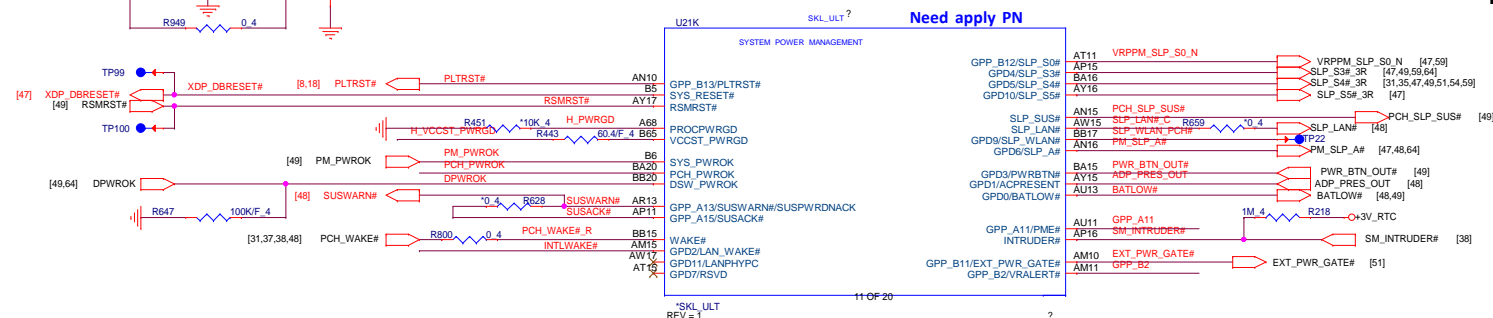 R949 0_4
U21K SKL_ULT ? Need apply PN
SYSTEM POWER MANAGEMENT
TP99
[47] XDP_DBRESET# XDP_DBRESET# [8,18] PLTRST# PLTRST# AN10 GPP_B13/PLTRST#
B5 SYS_RESET#
[49] RSMRST# RSMRST# AY17 RSMRST#
TP100
R451 *10K_4 H_PWRGD A68 PROCPWRGD
H_VCCST_PWRGD R443 60.4/F_4 B65 VCCST_PWRGD
[49] PM_PWROK PM_PWROK B6 SYS_PWROK
PCH_PWROK BA20 PCH_PWROK
[49,64] DPWROK DPWROK BB20 DSW_PWROK
[48] SUSWARN# SUSWARN# AR13 GPP_A13/SUSWARN#/SUSPWRDNACK
*0_4 R628 SUSACK# AP11 GPP_A15/SUSACK#
R647 100K/F_4
[31,37,38,48] PCH_WAKE# R800 0_4 PCH_WAKE#_R BB15 WAKE#
INTLWAKE# AM15 GPD2/LAN_WAKE#
AW17 GPD11/LANPHYPC
AT15 GPD7/RSVD
GPP_B12/SLP_S0# AT11 VRPPM_SLP_S0_N VRPPM_SLP_S0_N [47,59]
GPD4/SLP_S3# AP15 SLP_S3#_3R [47,49,59,64]
GPD5/SLP_S4# BA16 SLP_S4#_3R [31,35,47,49,51,54,59]
GPD10/SLP_S5# AY16 SLP_S5#_3R [47]
SLP_SUS# AN15 PCH_SLP_SUS# PCH_SLP_SUS# [49]
SLP_LAN# AW15 SLP_LAN#_C R659 *0_4 SLP_LAN# [48]
GPD9/SLP_WLAN# BB17 SLP_WLAN_PCH# TP22
GPD6/SLP_A# AN16 PM_SLP_A# PM_SLP_A# [47,48,64]
GPD3/PWRBTN# BA15 PWR_BTN_OUT# PWR_BTN_OUT# [49]
GPD1/ACPRESENT AY15 ADP_PRES_OUT ADP_PRES_OUT [48]
GPD0/BATLOW# AU13 BATLOW# BATLOW# [48,49]
1M_4 R218 +3V_RTC
GPP_A11/PME# AU11 GPP_A11
INTRUDER# AP16 SM_INTRUDER# SM_INTRUDER# [38]
GPP_B11/EXT_PWR_GATE# AM10 EXT_PWR_GATE# EXT_PWR_GATE# [51]
GPP_B2/VRALERT# AM11 GPP_B2
11 OF 20
*SKL_ULT
REV = 1 ?